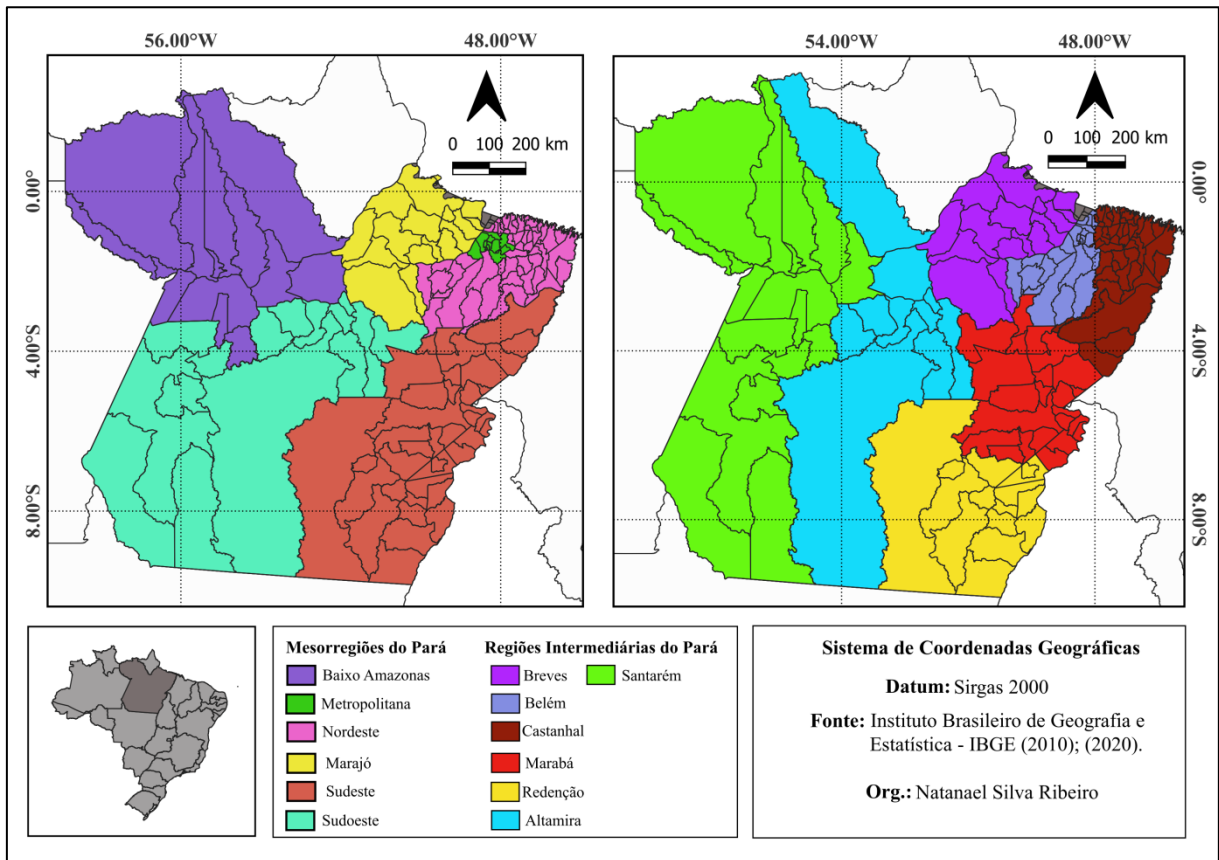 56.00°W
48.00°W
0 100 200 km
0.00°
4.00°S
8.00°S
54.00°W
48.00°W
0 100 200 km
0.00°
4.00°S
8.00°S
Mesorregiões do Pará
Baixo Amazonas
Metropolitana
Nordeste
Marajó
Sudeste
Sudoeste
Regiões Intermediárias do Pará
Breves
Santarém
Belém
Castanhal
Marabá
Redenção
Altamira
Sistema de Coordenadas Geográficas
Datum: Sirgas 2000
Fonte: Instituto Brasileiro de Geografia e
Estatística - IBGE (2010); (2020).
Org.: Natanael Silva Ribeiro